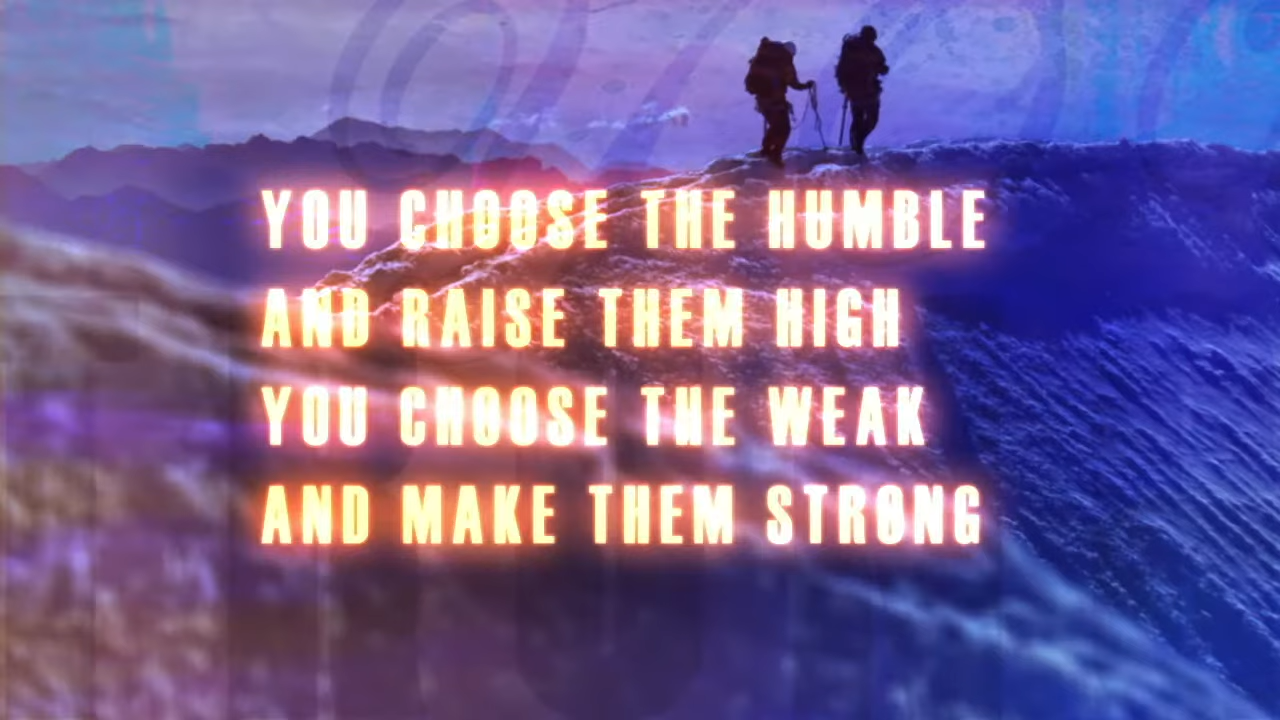 YOU CHOOSE THE HUMBLE
AND RAISE THEM HIGH
YOU CHOOSE THE WEAK
AND MAKE THEM STRONG